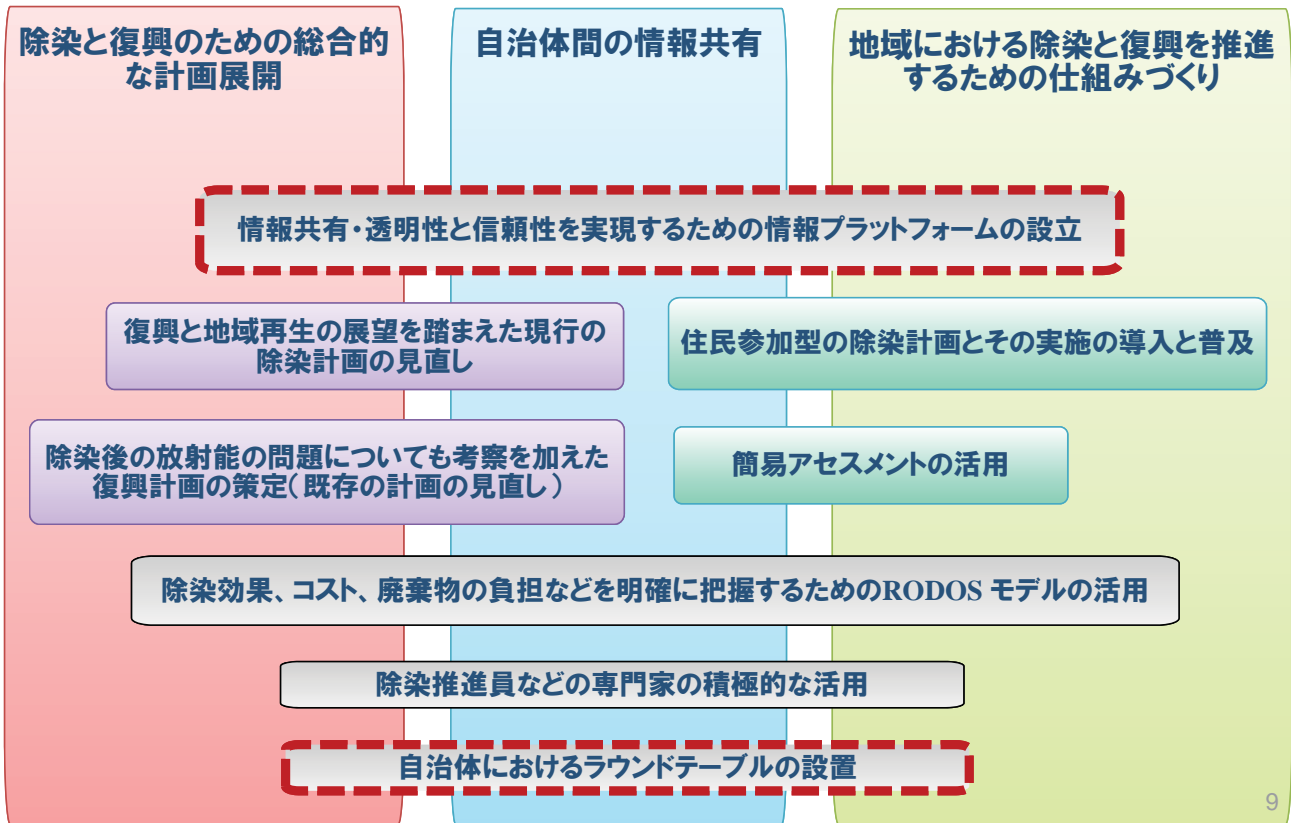 除染と復興のための総合的
な計画展開
自治体間の情報共有
地域における除染と復興を推進
するための仕組みづくり
情報共有・透明性と信頼性を実現するための情報プラットフォームの設立
復興と地域再生の展望を踏まえた現行の
除染計画の見直し
住民参加型の除染計画とその実施の導入と普及
除染後の放射能の問題についても考察を加えた
復興計画の策定(既存の計画の見直し)
簡易アセスメントの活用
除染効果、コスト、廃棄物の負担などを明確に把握するためのRODOS モデルの活用
除染推進員などの専門家の積極的な活用
自治体におけるラウンドテーブルの設置
9